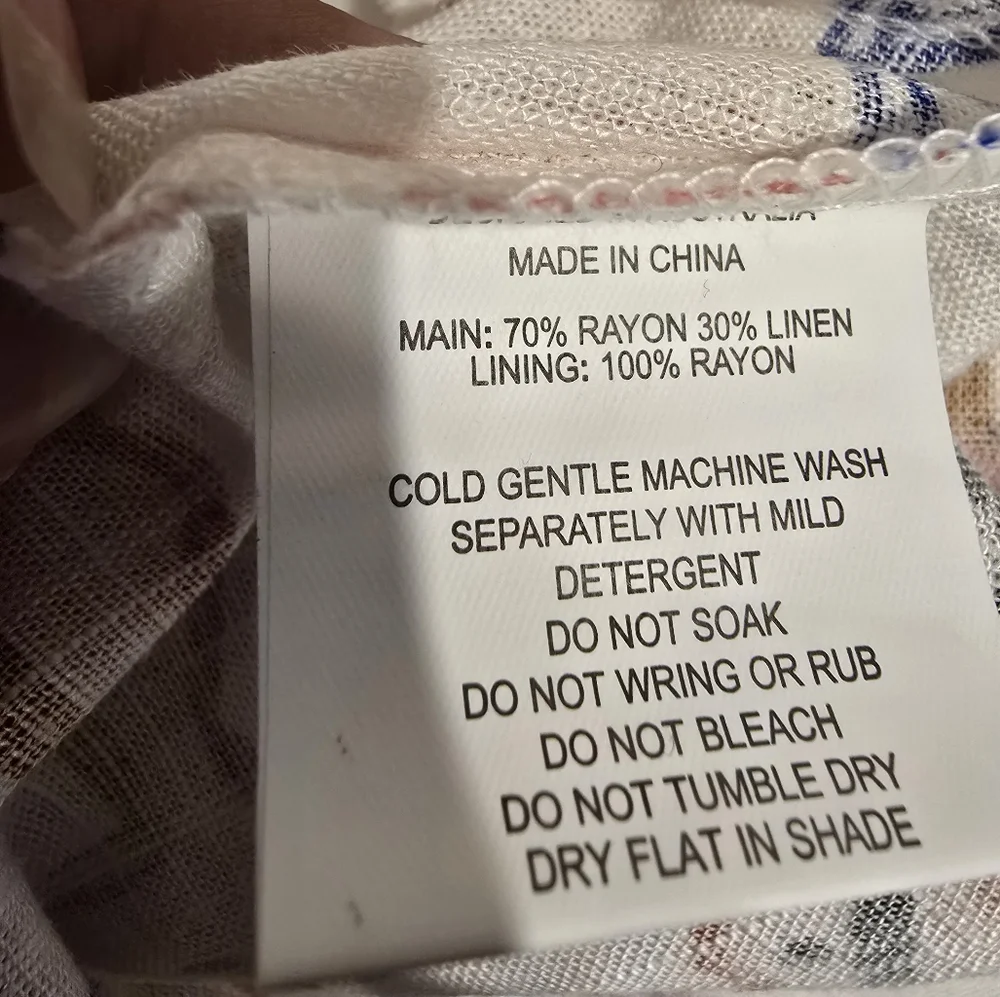 MADE IN CHINA
MAIN: 70% RAYON 30% LINEN
LINING: 100% RAYON
COLD GENTLE MACHINE WASH
SEPARATELY WITH MILD
DETERGENT
DO NOT SOAK
DO NOT WRING OR RUB
DO NOT BLEACH
DO NOT TUMBLE DRY
DRY FLAT IN SHADE